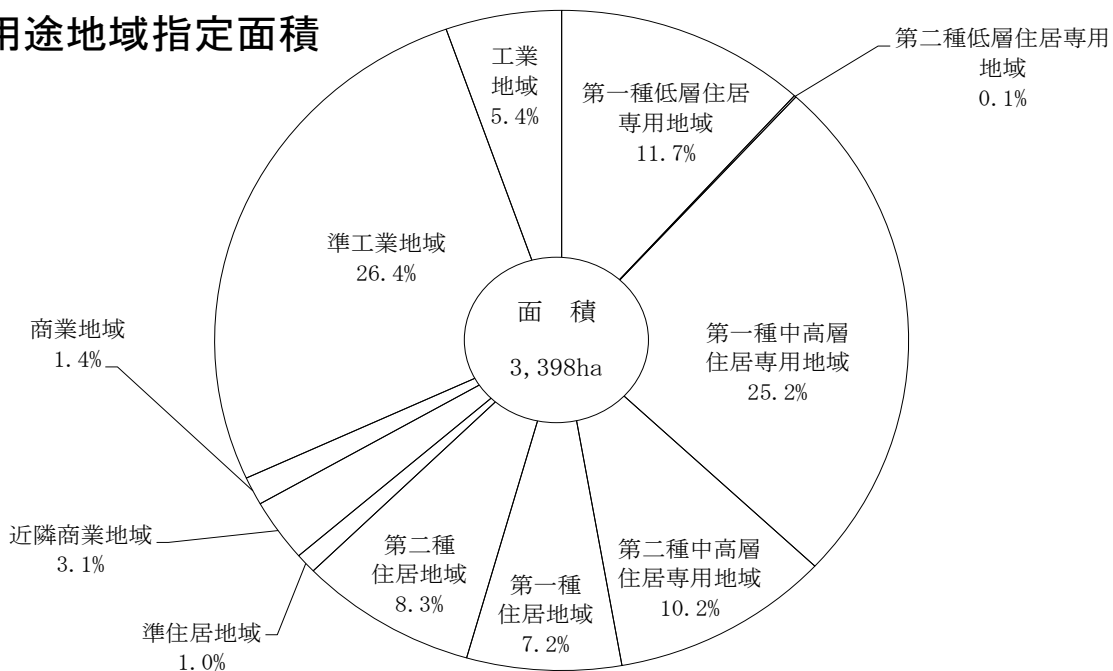 用途地域指定面積
工業
地域
5.4%
第一種低層住居
専用地域
11.7%
第二種低層住居専用
地域
0.1%
第一種中高層
住居専用地域
25.2%
第二種中高層
住居専用地域
10.2%
第一種
住居地域
7.2%
第二種
住居地域
8.3%
準住居地域
1.0%
近隣商業地域
3.1%
商業地域
1.4%
準工業地域
26.4%
面 積
3,398ha